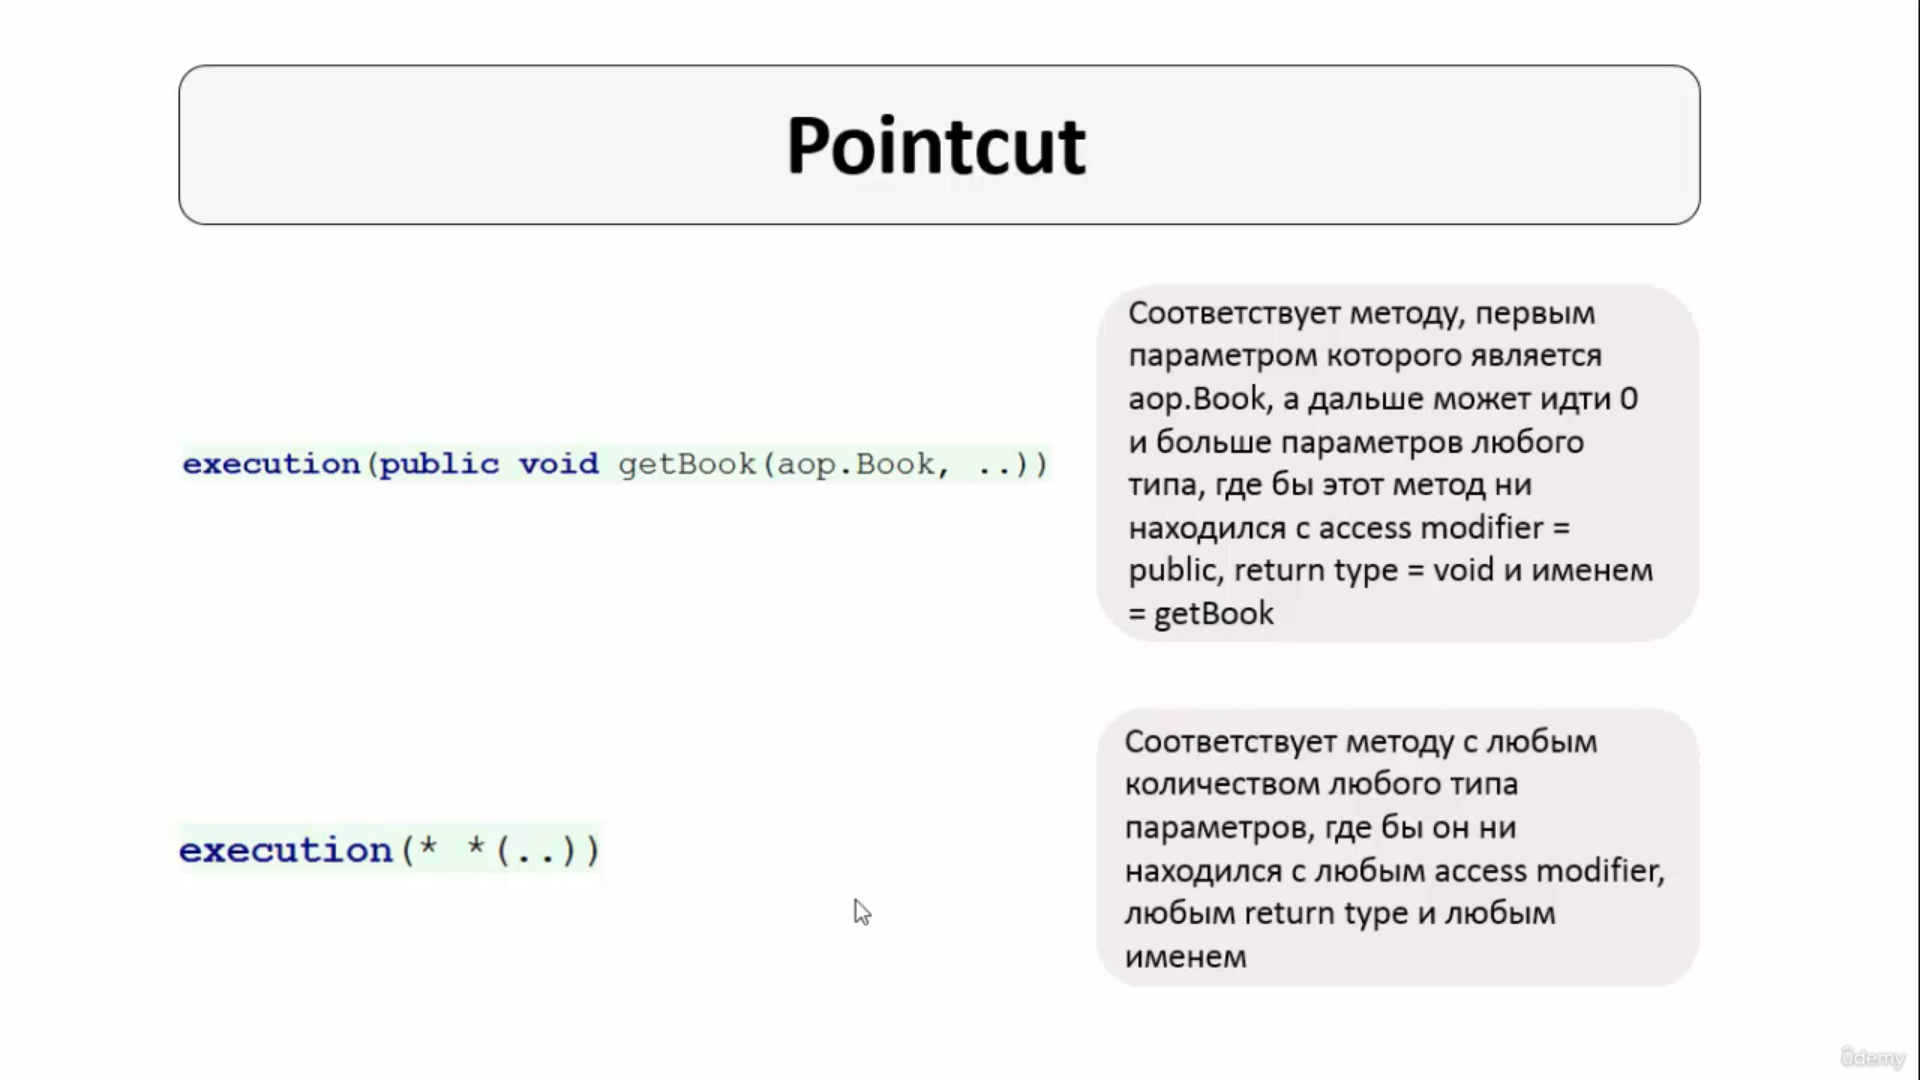 Pointcut
execution(public void getBook(aop.Book, ..))
Соответствует методу, первым
параметром которого является
aop.Book, а дальше может идти 0
и больше параметров любого
типа, где бы этот метод ни
находился с access modifier =
public, return type = void и именем
= getBook
execution(* *(..))
Соответствует методу с любым
количеством любого типа
параметров, где бы он ни
находился с любым access modifier,
любым return type и любым
именем
ûdemy